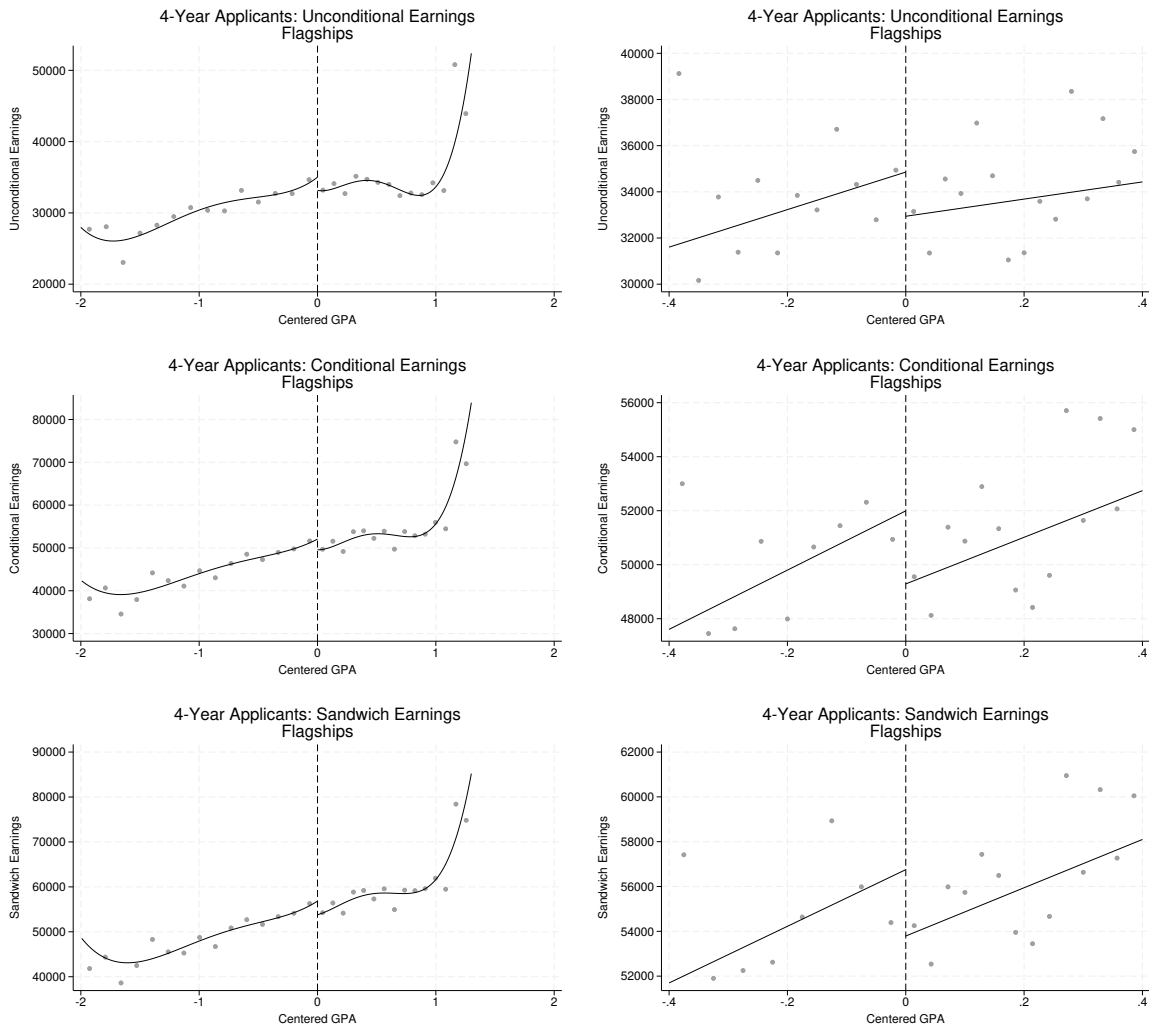 4-Year Applicants: Unconditional Earnings
Flagships
Unconditional Earnings
50000
40000
30000
20000
-2
-1
0
1
2
Centered GPA
4-Year Applicants: Unconditional Earnings
Flagships
Unconditional Earnings
40000
38000
36000
34000
32000
30000
-.4
-.2
0
.2
.4
Centered GPA
4-Year Applicants: Conditional Earnings
Flagships
Conditional Earnings
80000
70000
60000
50000
40000
30000
-2
-1
0
1
2
Centered GPA
4-Year Applicants: Conditional Earnings
Flagships
Conditional Earnings
56000
54000
52000
50000
48000
-.4
-.2
0
.2
.4
Centered GPA
4-Year Applicants: Sandwich Earnings
Flagships
Sandwich Earnings
90000
80000
70000
60000
50000
40000
-2
-1
0
1
2
Centered GPA
4-Year Applicants: Sandwich Earnings
Flagships
Sandwich Earnings
62000
60000
58000
56000
54000
52000
-.4
-.2
0
.2
.4
Centered GPA